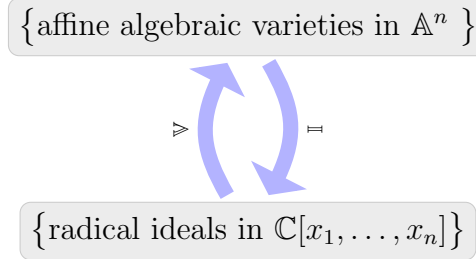 {affine algebraic varieties in 𝔸ⁿ }
𝕍 𝕀
{radical ideals in ℂ[x₁, . . . , xₙ]}